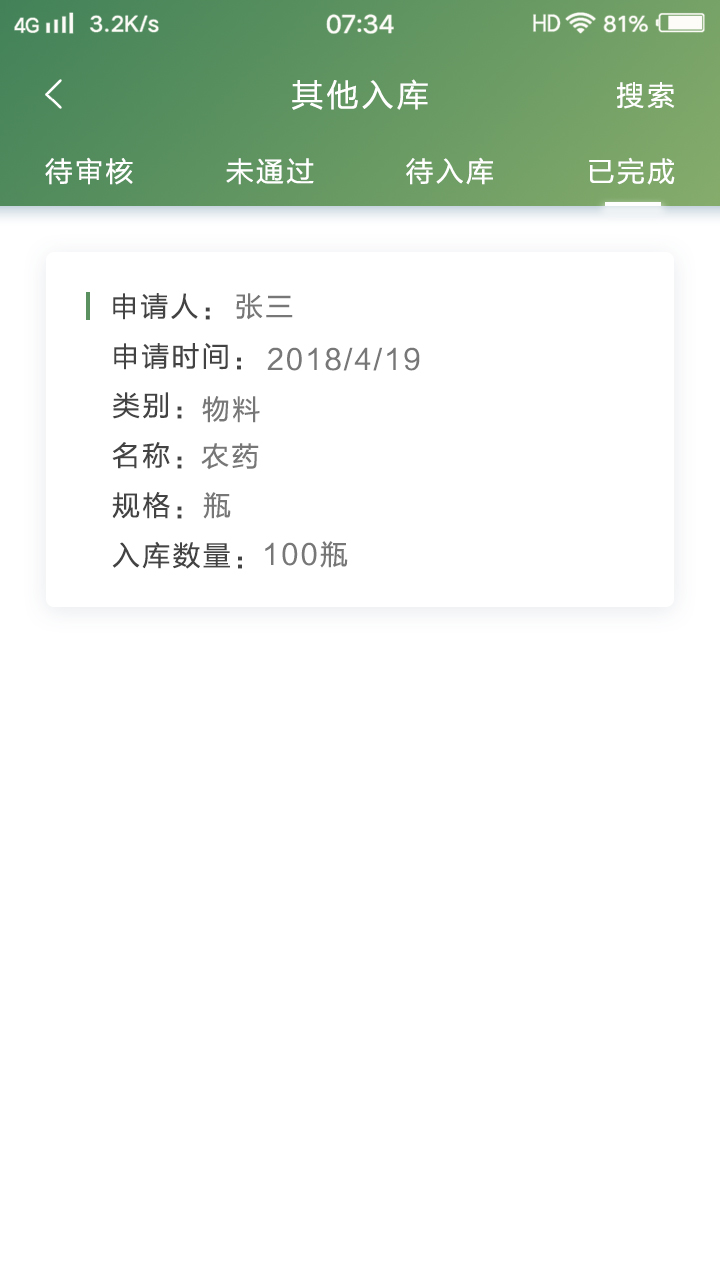 4G 3.2K/s 07:34 HD 81%
其他入库 搜索
待审核 未通过 待入库 已完成
申请人：张三
申请时间：2018/4/19
类别：物料
名称：农药
规格：瓶
入库数量：100瓶